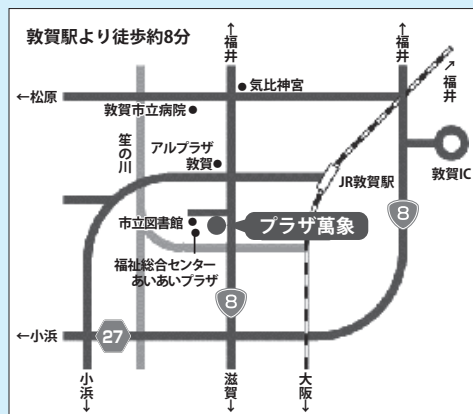 敦賀駅より徒歩約8分
←福井
←福井
←福井
←松原
気比神宮
敦賀市立病院
笙の川
アルプラザ
敦賀
JR敦賀駅
敦賀IC
市立図書館
プラザ萬象
8
福祉総合センター
あいあいプラザ
8
←小浜
27
小浜→
滋賀→
大阪→